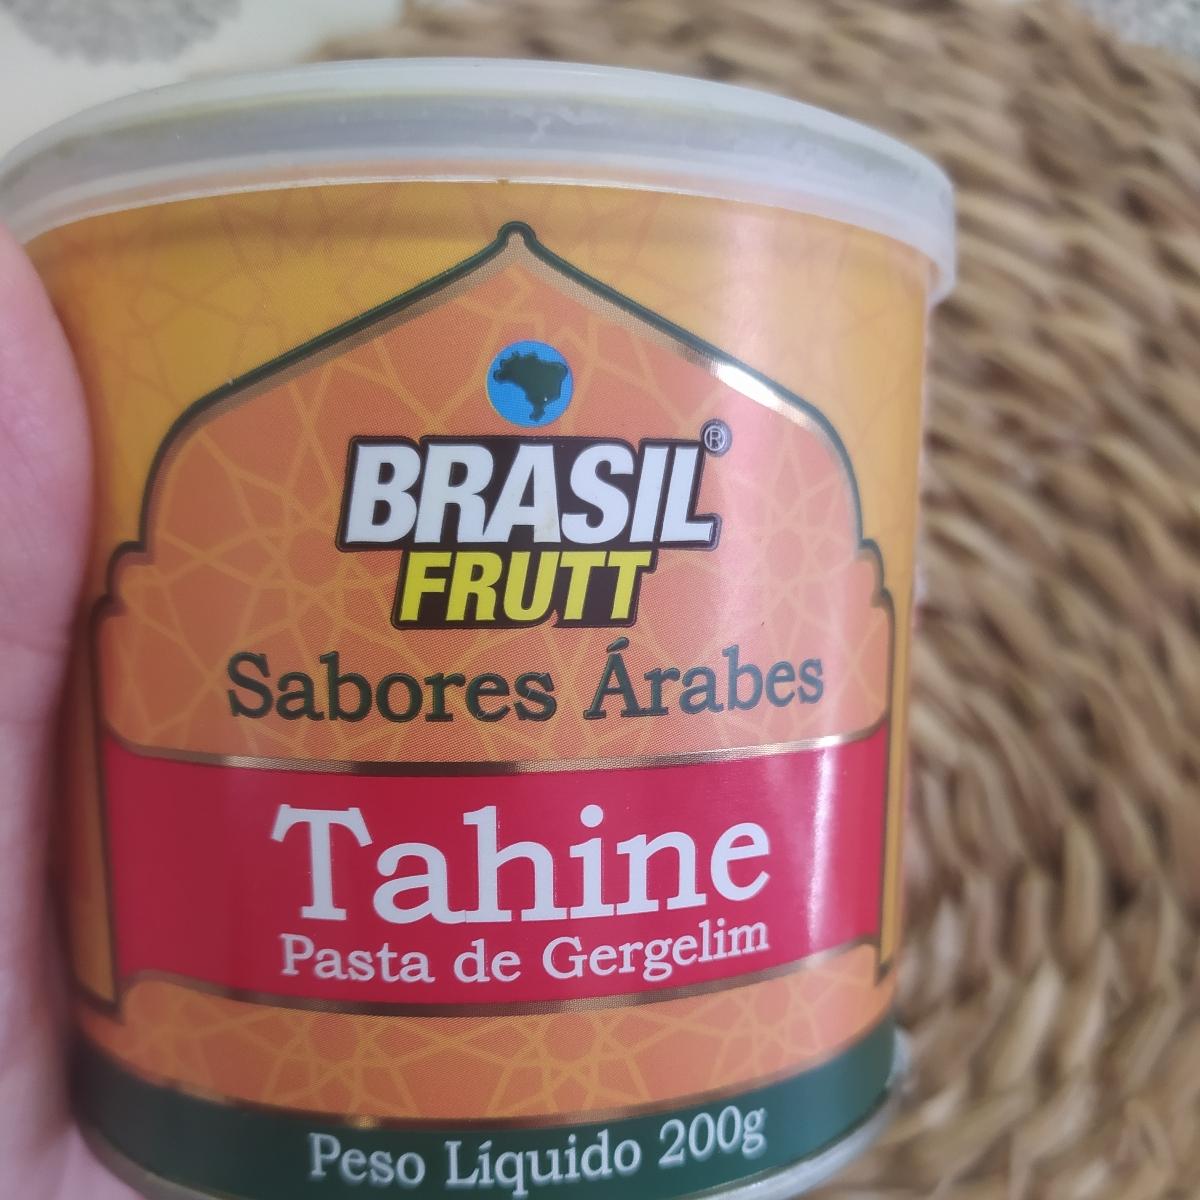 BRASIL®
FRUTT
Sabores Árabes
Tahine
Pasta de Gergelim
Peso Líquido 200g